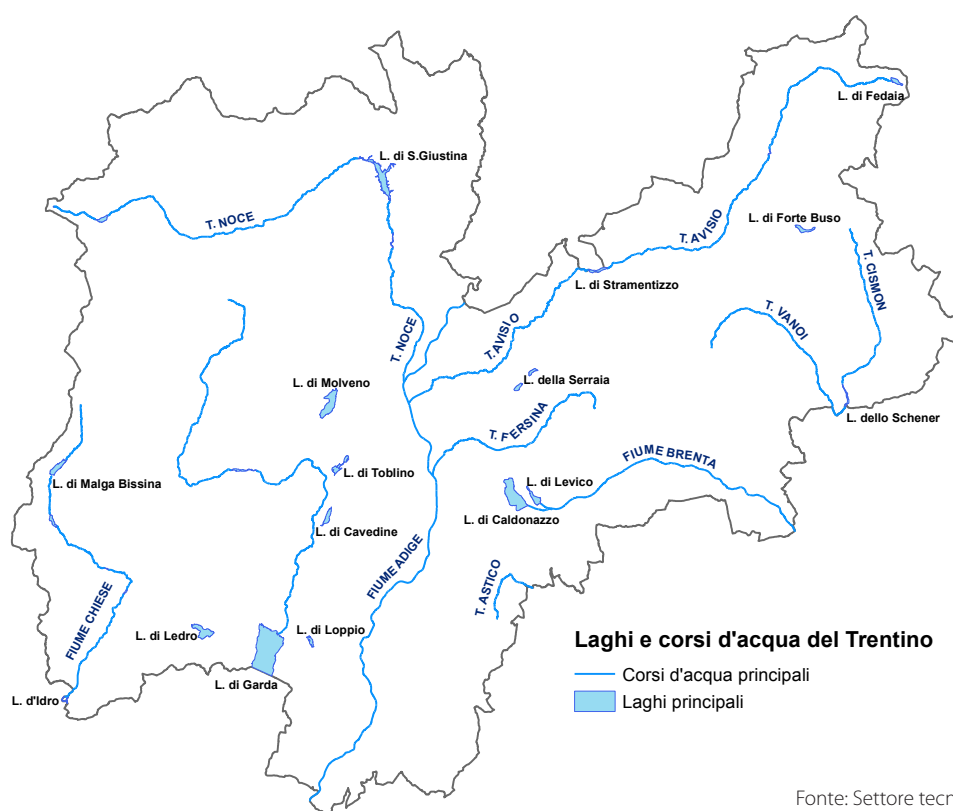 L. di Fedaia
L. di S.Giustina
T. NOCE
L. di Forte Buso
T. AVISIO
T. CISMON
L. di Stramentizzo
T. VANOI
T.AVISIO
T. NOCE
L. di Molveno
L. della Serraia
L. dello Schener
T. FERSINA
FIUME BRENTA
L. di Toblino
L. di Malga Bissina
L. di Levico
L. di Caldonazzo
L. di Cavedine
FIUME ADIGE
T. ASTICO
FIUME CHIESE
L. di Ledro
L. di Loppio
Laghi e corsi d'acqua del Trentino
Corsi d'acqua principali
L. di Garda
L. d'Idro
Laghi principali
Fonte: Settore tecn